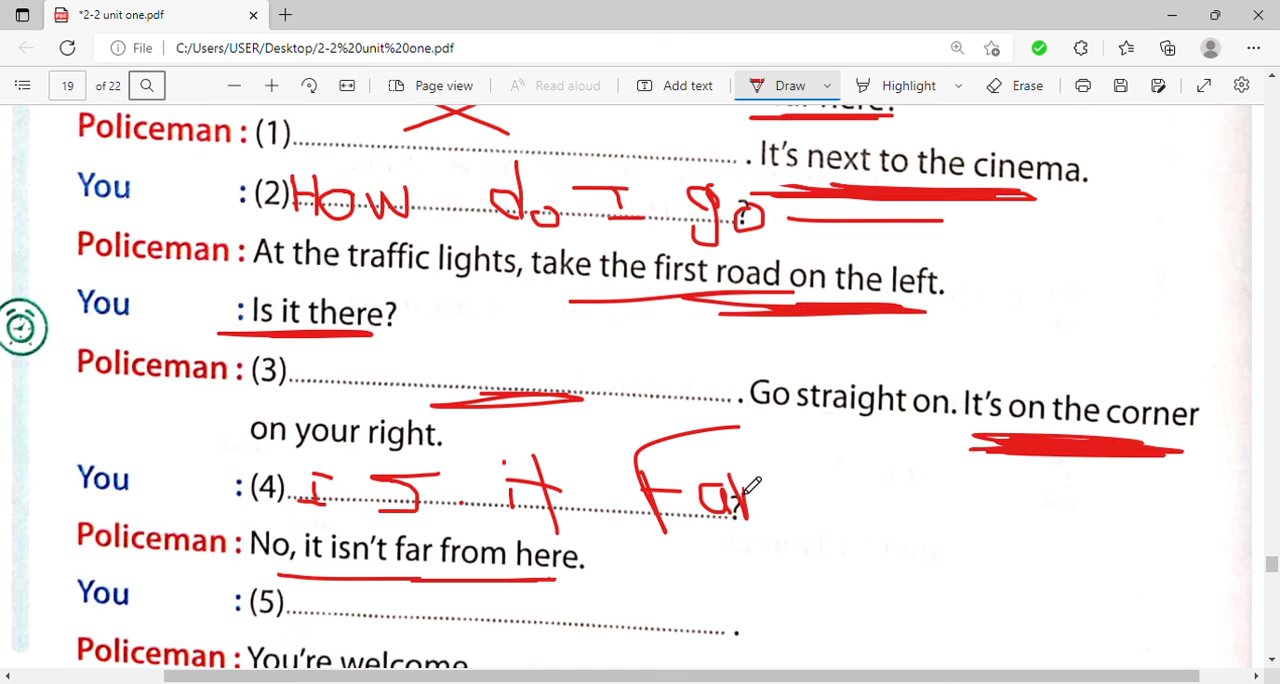 *2-2 unit one.pdf
File C:/Users/USER/Desktop/2-2%20unit%20one.pdf
19 of 22 Page view Read aloud Add text Draw Highlight Erase
here?
Policeman : (1).......... . It's next to the cinema.
You : (2) How do I go ?
Policeman : At the traffic lights, take the first road on the left.
You : Is it there?
Policeman : (3).......... . Go straight on. It's on the corner
on your right.
You : (4) Is it Far ?
Policeman : No, it isn't far from here.
You : (5).......... .
Policeman : You're welcome